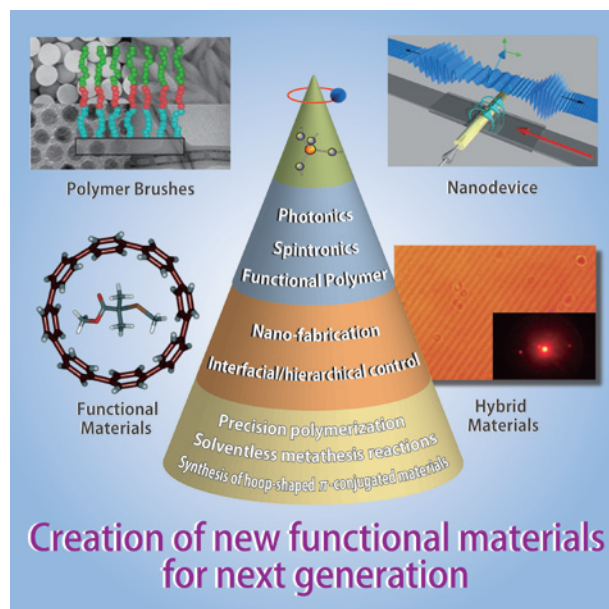 Polymer Brushes
Nanodevice
Photonics
Spintronics
Functional Polymer
Nano-fabrication
Interfacial/hierarchical control
Functional
Materials
Hybrid
Materials
Precision polymerization
Solventless metathesis reactions
Synthesis of hoop-shaped π-conjugated materials
Creation of new functional materials
for next generation